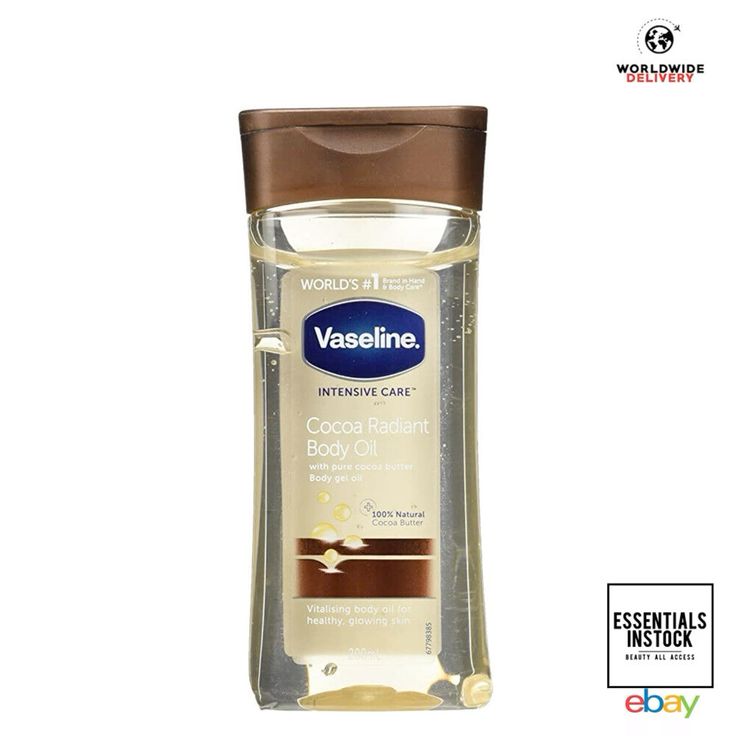 WORLDWIDE
DELIVERY
WORLD'S #1 Brand in Hand
& Body Care*
Vaseline.
INTENSIVE CARE™
Cocoa Radiant
Body Oil
with pure cocoa butter
Body gel oil
100% Natural
Cocoa Butter
Vitalising body oil for
healthy, glowing skin
200mL
67798385
ESSENTIALS
INSTOCK
BEAUTY ALL ACCESS
ebay